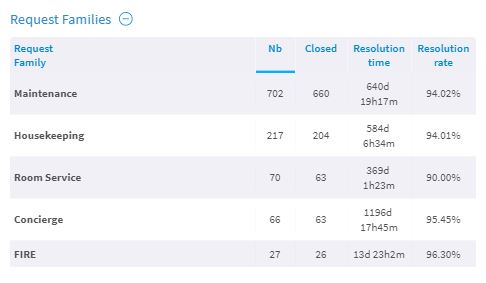 Request Families
Request Family Nb Closed Resolution time Resolution rate
Maintenance 702 660 640d 19h17m 94.02%
Housekeeping 217 204 584d 6h34m 94.01%
Room Service 70 63 369d 1h23m 90.00%
Concierge 66 63 1196d 17h45m 95.45%
FIRE 27 26 13d 23h2m 96.30%